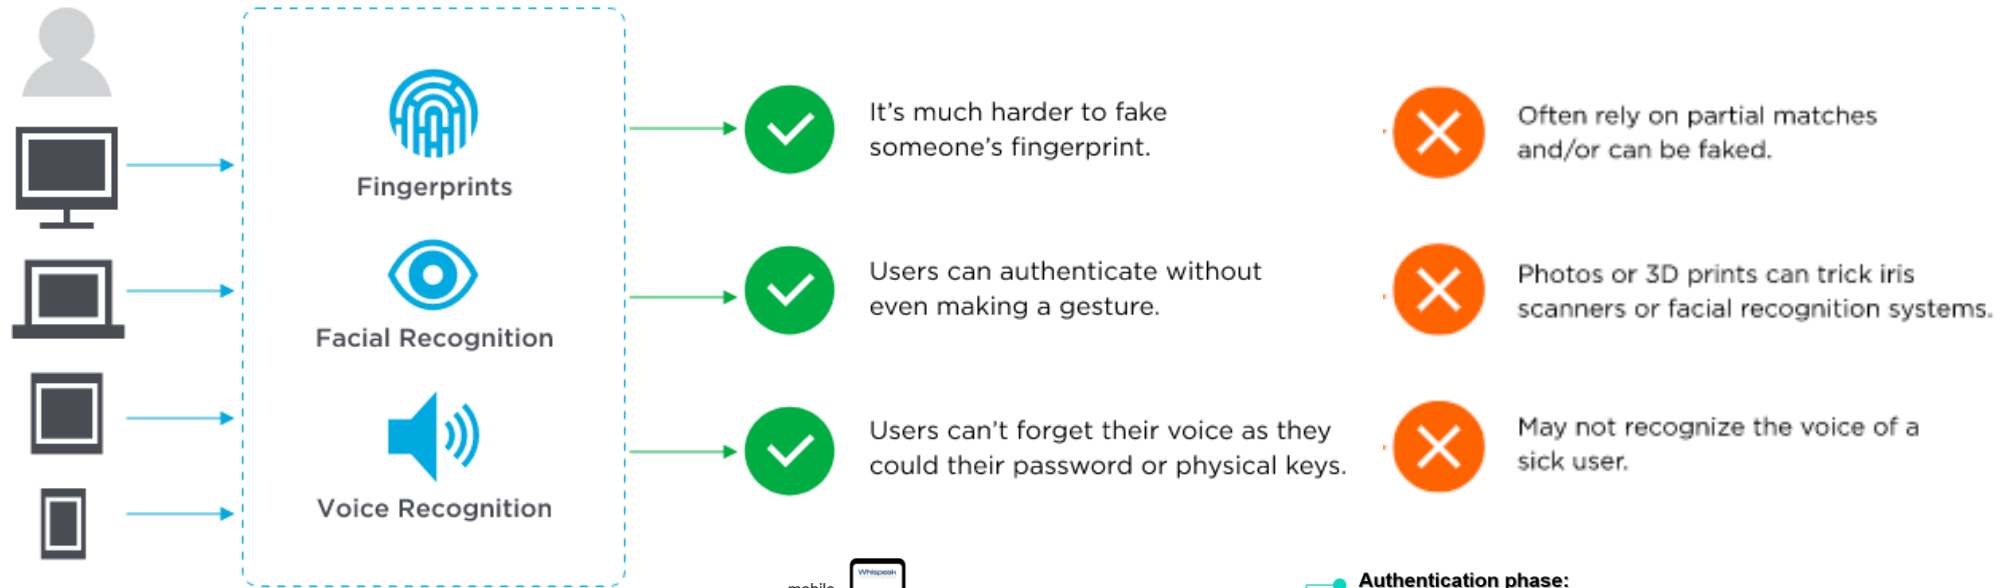 Fingerprints
It's much harder to fake
someone's fingerprint.
Often rely on partial matches
and/or can be faked.
Facial Recognition
Users can authenticate without
even making a gesture.
Photos or 3D prints can trick iris
scanners or facial recognition systems.
Voice Recognition
Users can't forget their voice as they
could their password or physical keys.
May not recognize the voice of a
sick user.
mobile
Whispeak
Authentication phase: